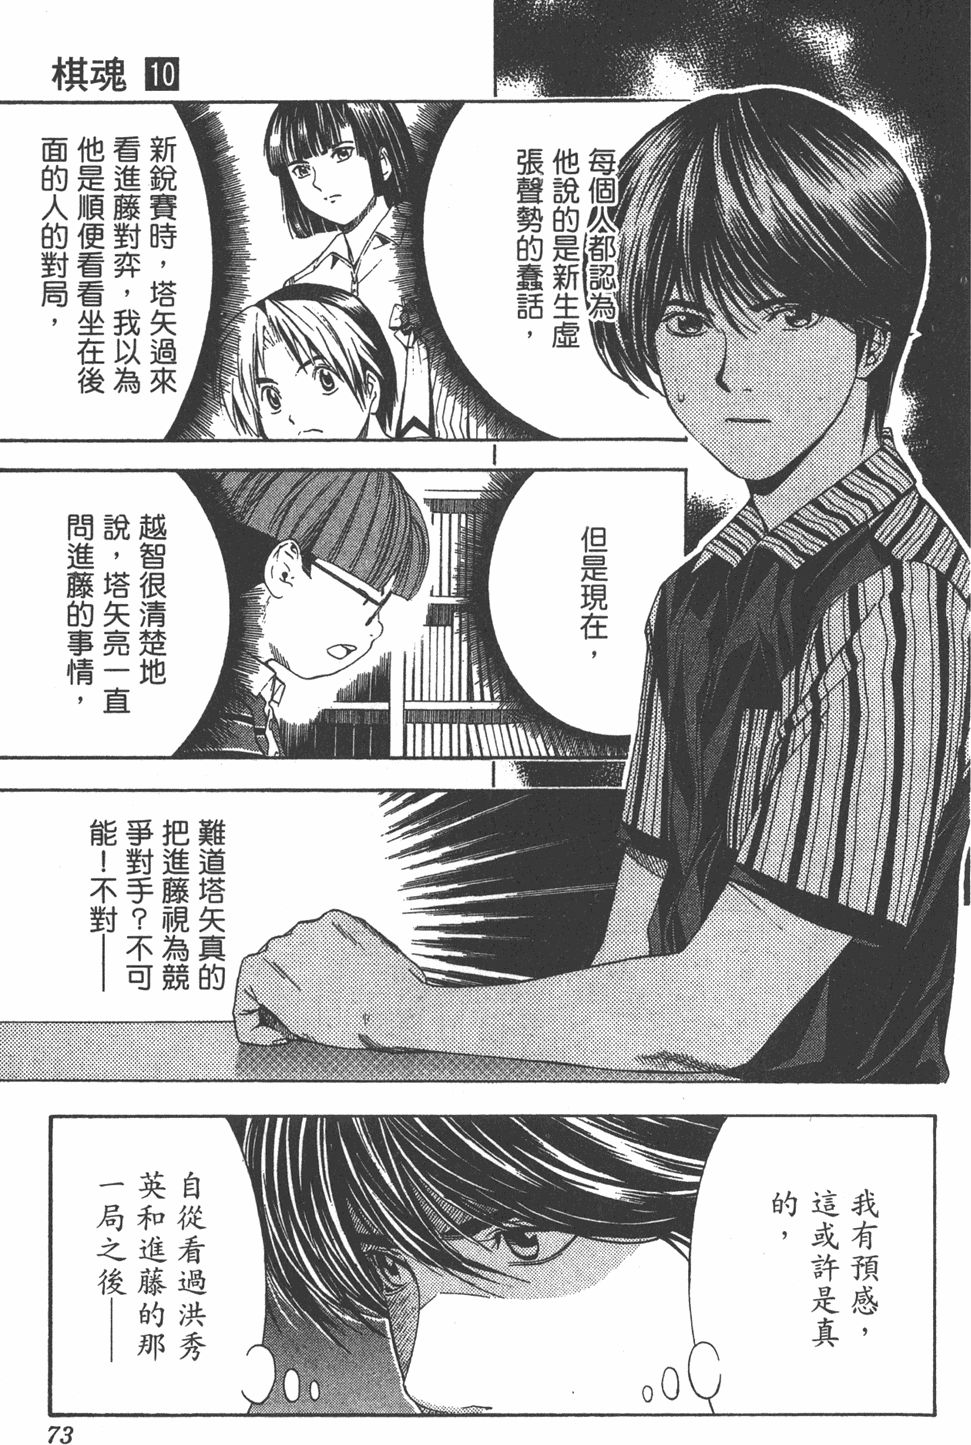 棋魂 10
每個人都認為
他說的是新生虛
張聲勢的蠢話，
新銳賽時，塔矢過來
看進藤對弈，我以為
他是順便看看坐在後
面的人的對局，
但是現在，
越智很清楚地
說，塔矢亮一直
問進藤的事情，
難道塔矢真的
把進藤視為競
爭對手？不可
能！不對——
我有預感，
這或許是真
的，
自從看過洪秀
英和進藤的那
一局之後——
73